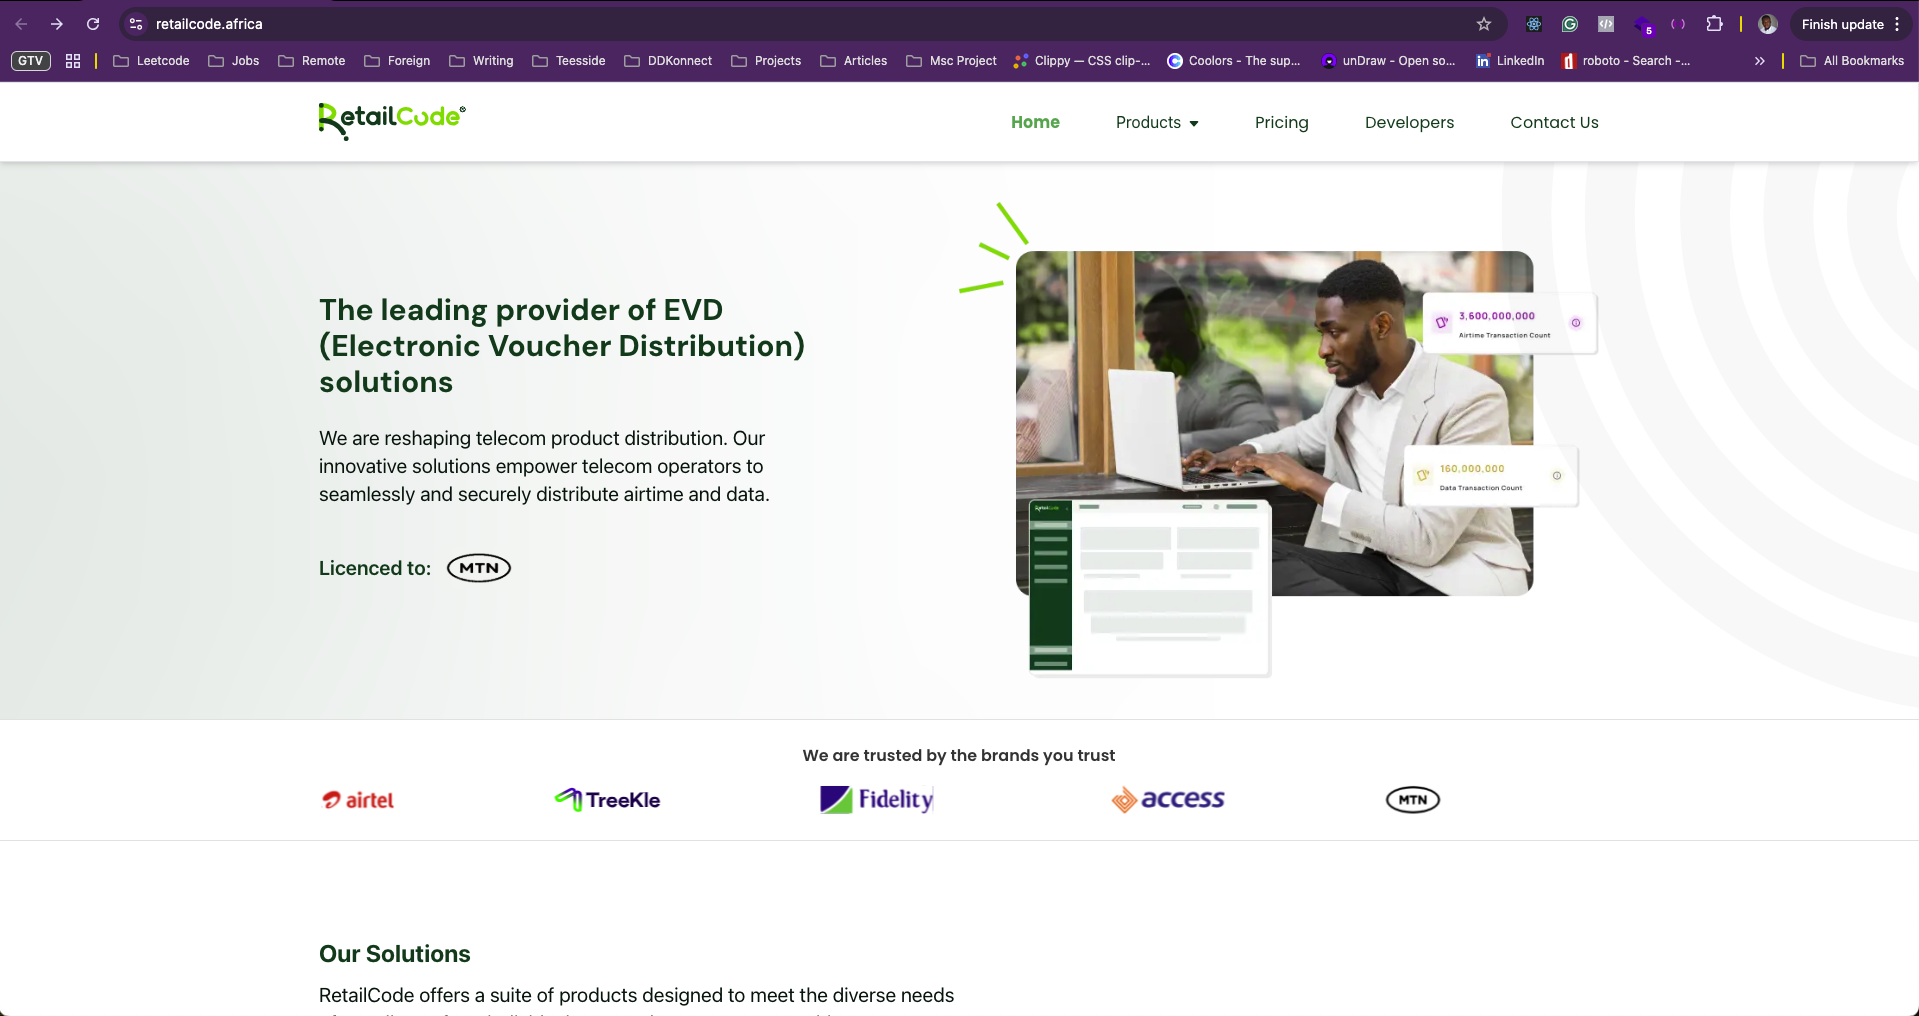 retailcode.africa
5
Finish update
GTV
Leetcode
Jobs
Remote
Foreign
Writing
Teesside
DDKonnect
Projects
Articles
Msc Project
Clippy — CSS clip-...
Coolors - The sup...
unDraw - Open so...
LinkedIn
roboto - Search -...
All Bookmarks
RetailCode®
Home
Products
Pricing
Developers
Contact Us
The leading provider of EVD
(Electronic Voucher Distribution)
solutions
We are reshaping telecom product distribution. Our
innovative solutions empower telecom operators to
seamlessly and securely distribute airtime and data.
Licenced to: MTN
3,600,000,000
Airtime Transaction Count
160,000,000
Data Transaction Count
RetailCode
We are trusted by the brands you trust
airtel
TreeKle
Fidelity
access
MTN
Our Solutions
RetailCode offers a suite of products designed to meet the diverse needs